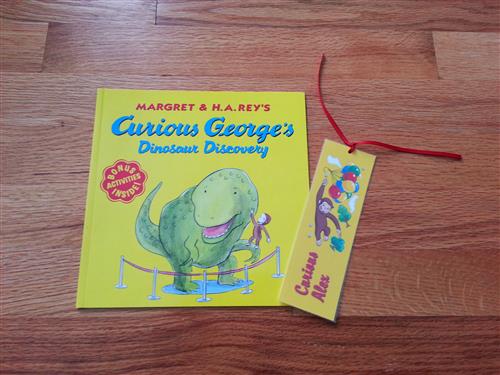 MARGRET & H.A. REY'S
Curious George's
Dinosaur Discovery
BONUS
ACTIVITIES
INSIDE!
Curious
Alex